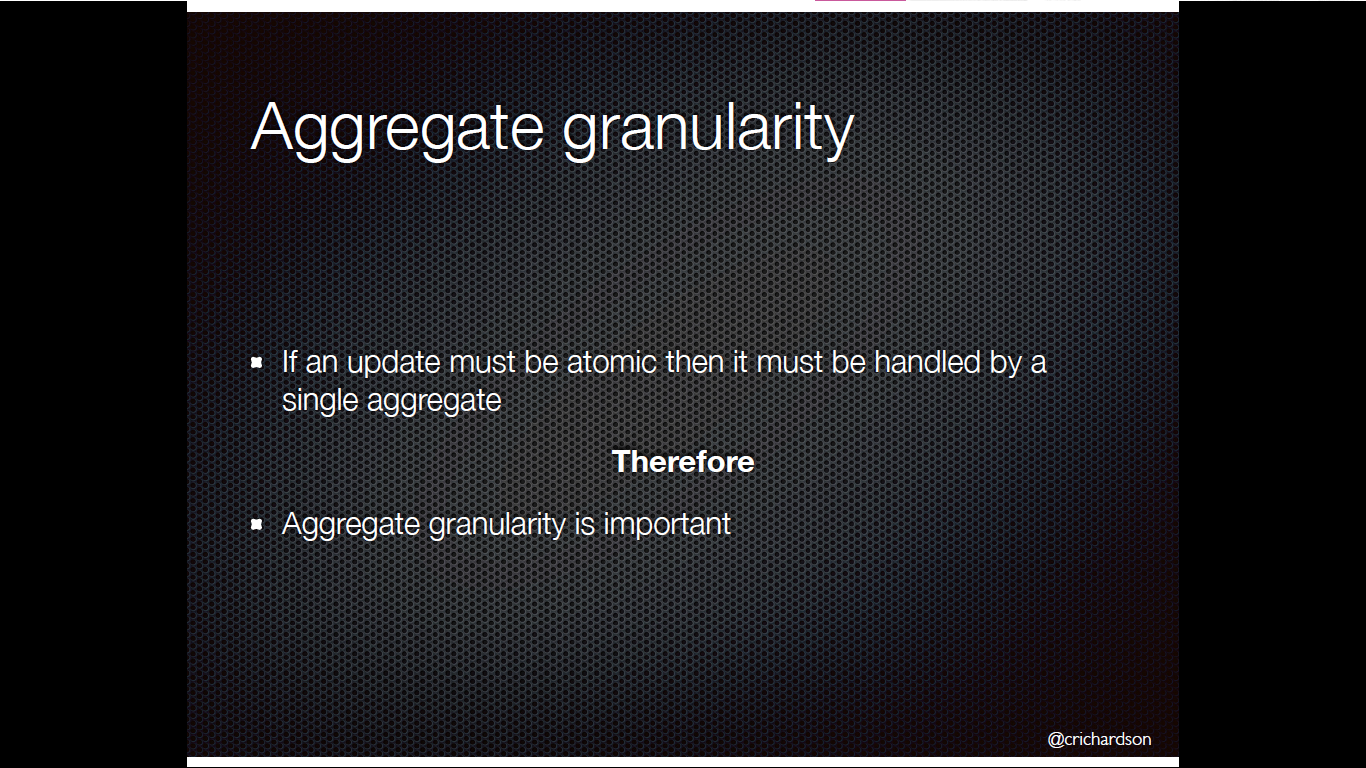 Aggregate granularity
If an update must be atomic then it must be handled by a
single aggregate
Therefore
Aggregate granularity is important
@crichardson